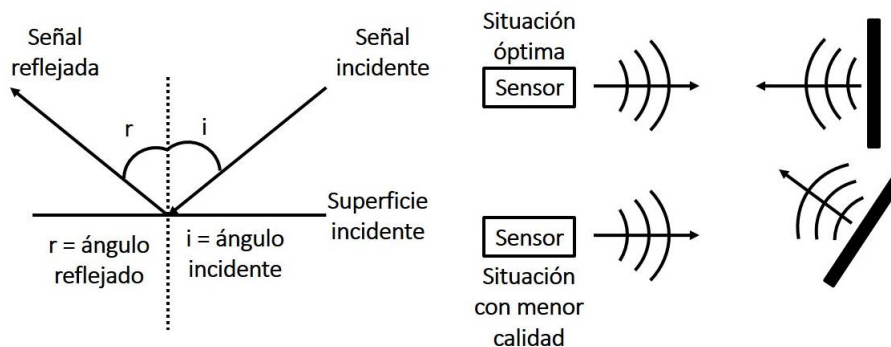 Señal
reflejada
Señal
incidente
r
i
Superficie
incidente
r = ángulo
reflejado
i = ángulo
incidente
Situación
óptima
Sensor
Sensor
Situación
con menor
calidad